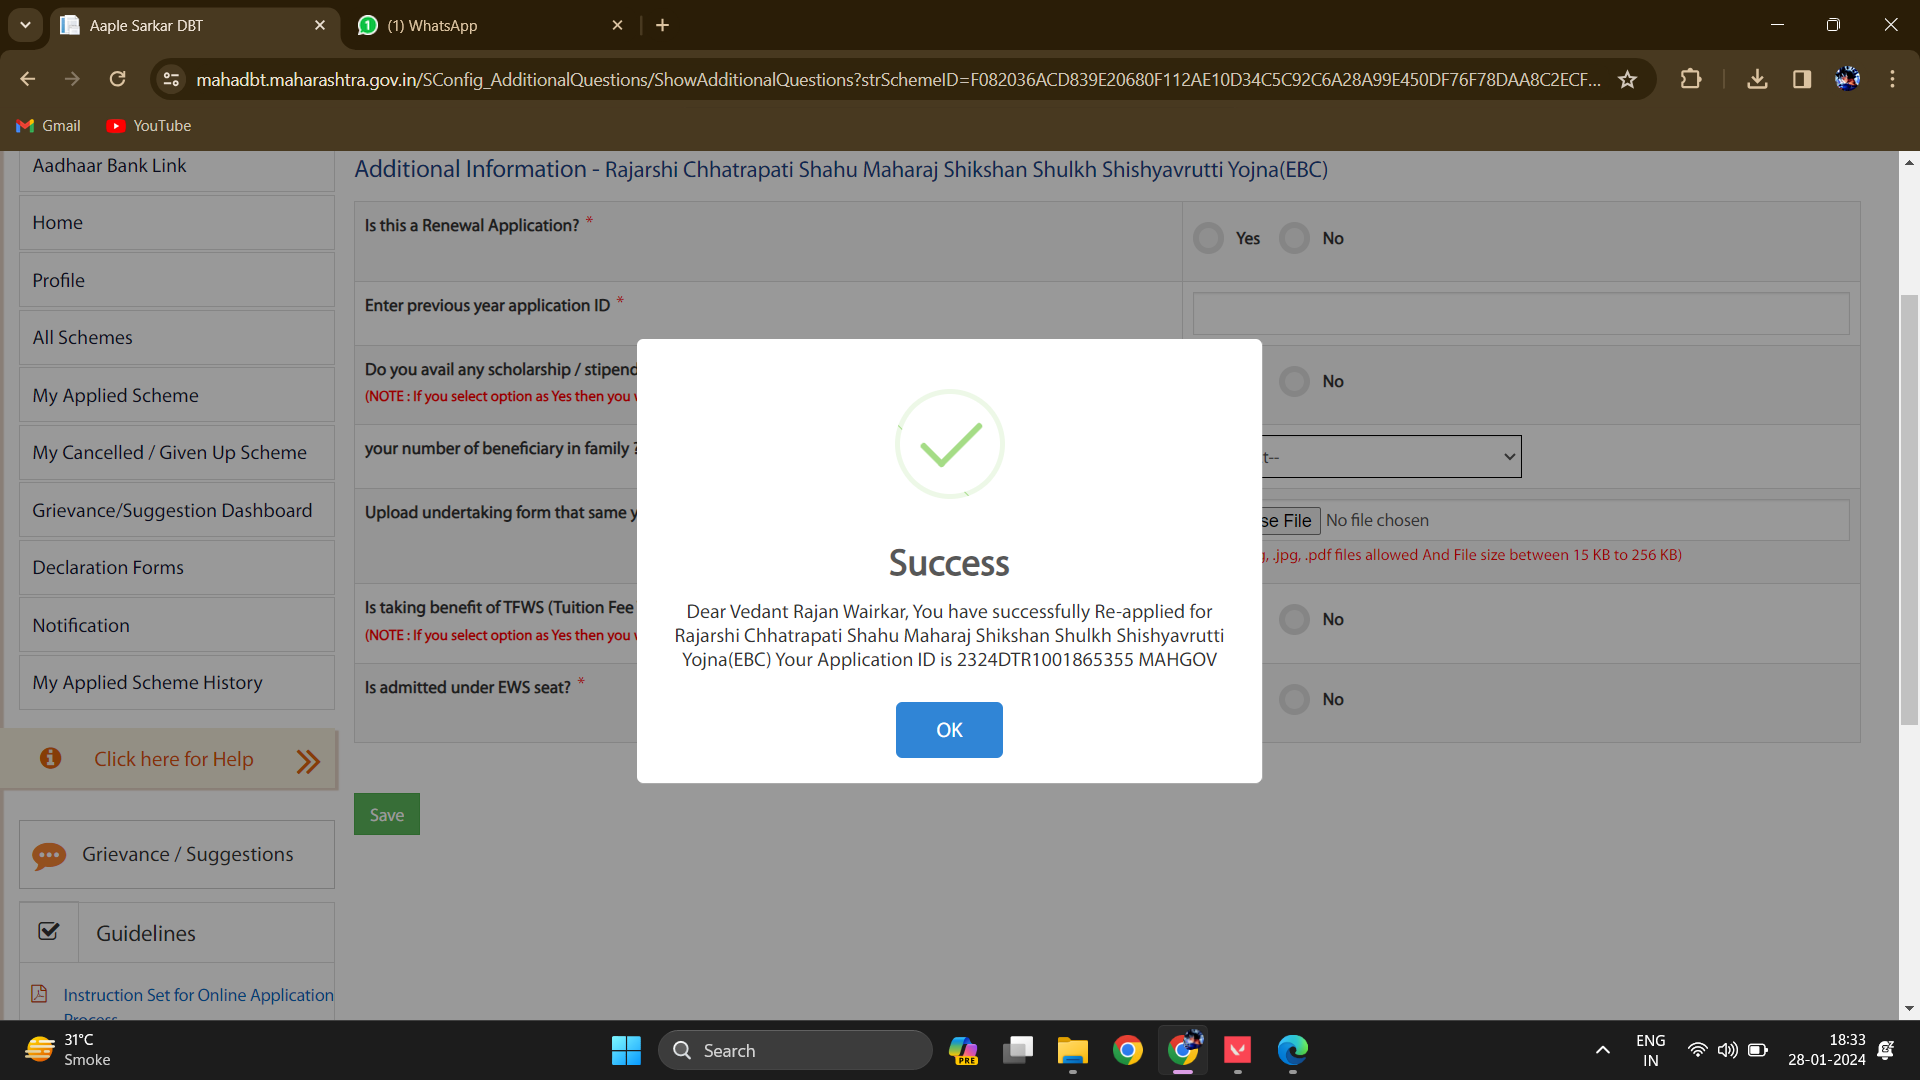 Aaple Sarkar DBT
(1) WhatsApp
mahadbt.maharashtra.gov.in/SConfig_AdditionalQuestions/ShowAdditionalQuestions?strSchemeID=F082036ACD839E20680F112AE10D34C5C92C6A28A99E450DF76F78DAA8C2ECF...
Gmail
YouTube
Aadhaar Bank Link
Home
Profile
All Schemes
My Applied Scheme
My Cancelled / Given Up Scheme
Grievance/Suggestion Dashboard
Declaration Forms
Notification
My Applied Scheme History
Click here for Help
Grievance / Suggestions
Guidelines
Instruction Set for Online Application
Process
Additional Information - Rajarshi Chhatrapati Shahu Maharaj Shikshan Shulkh Shishyavrutti Yojna(EBC)
Is this a Renewal Application? *
Yes No
Enter previous year application ID *
Do you avail any scholarship / stipend
(NOTE : If you select option as Yes then you
No
your number of beneficiary in family ?
t--
Upload undertaking form that same y
se File No file chosen
, .jpg, .pdf files allowed And File size between 15 KB to 256 KB)
Is taking benefit of TFWS (Tuition Fee
(NOTE : If you select option as Yes then you
No
Is admitted under EWS seat? *
No
Save
Success
Dear Vedant Rajan Wairkar, You have successfully Re-applied for
Rajarshi Chhatrapati Shahu Maharaj Shikshan Shulkh Shishyavrutti
Yojna(EBC) Your Application ID is 2324DTR1001865355 MAHGOV
OK
31°C
Smoke
Search
PRE
ENG
IN
18:33
28-01-2024